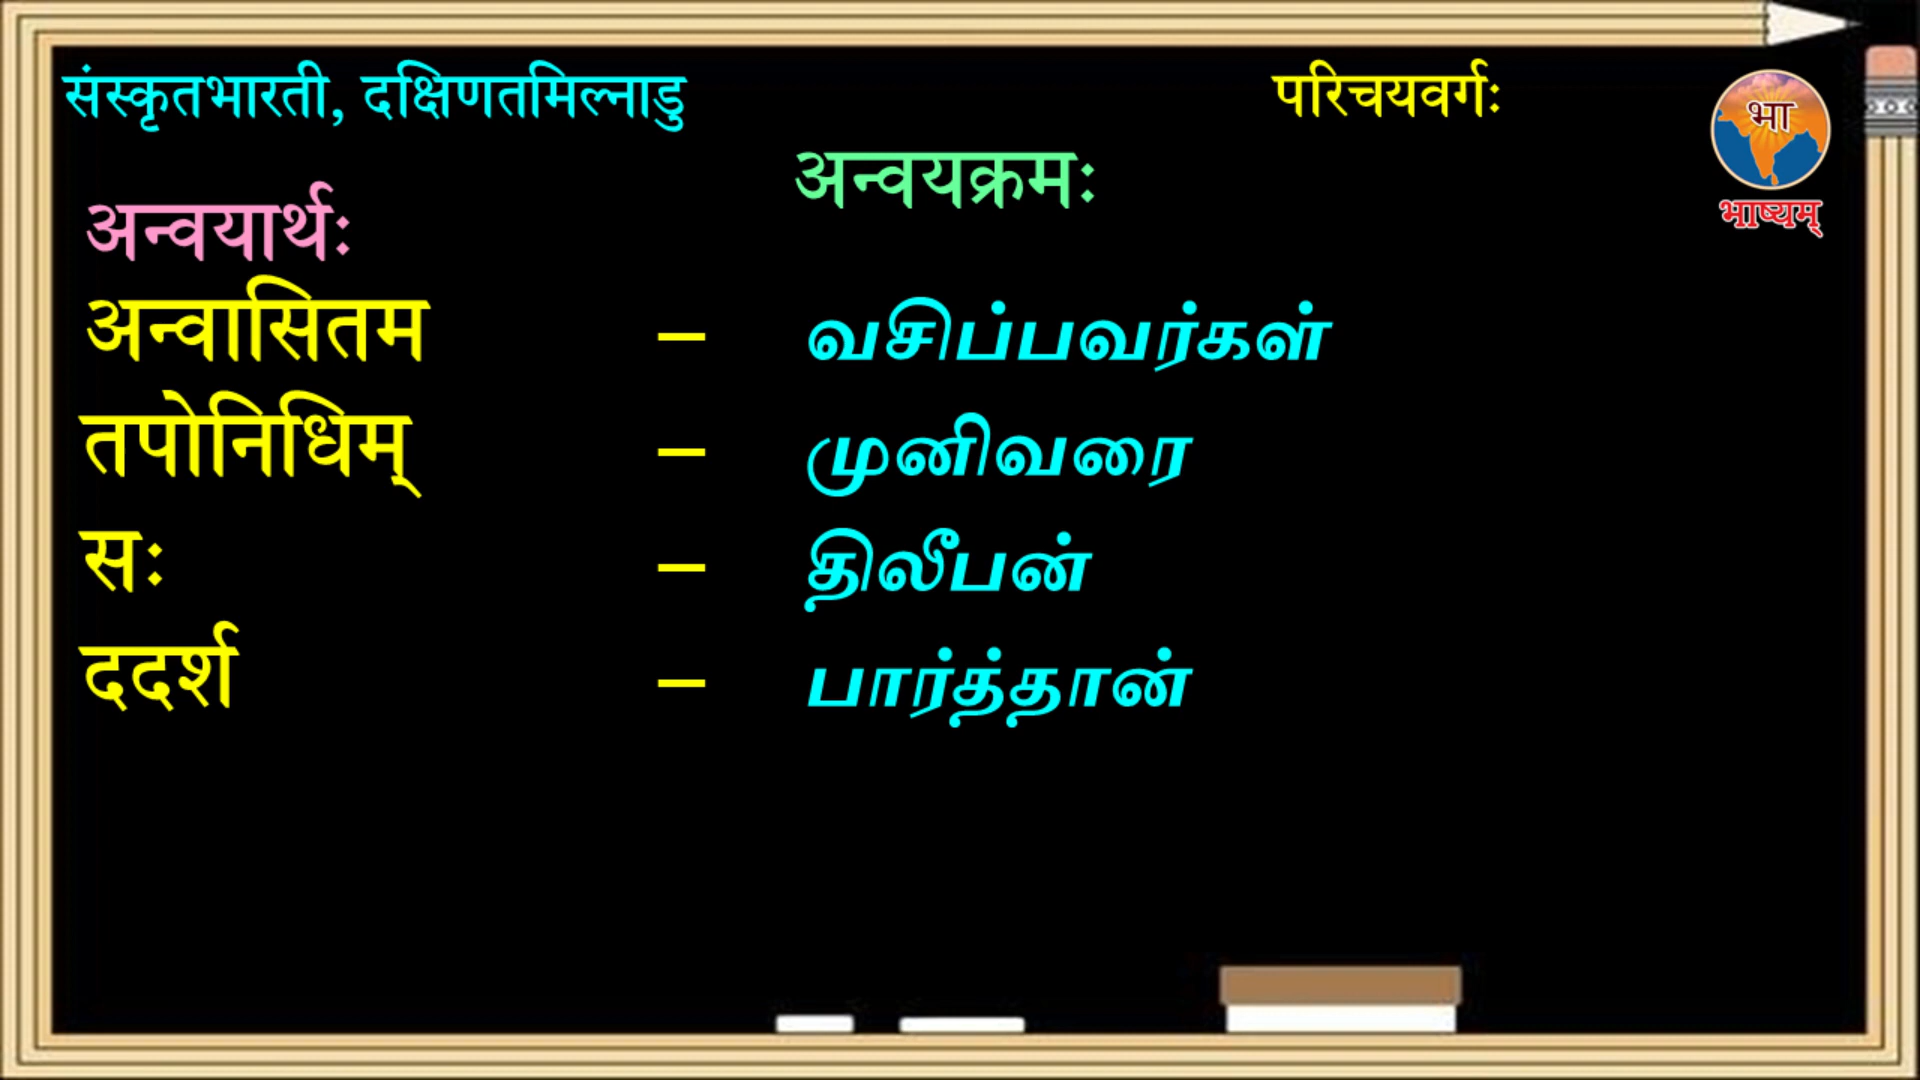 संस्कृतभारती, दक्षिणतमिल्नाडु परिचयवर्गः
भा
भाष्यम्
अन्वयक्रमः
अन्वयार्थः
अन्वासितम – வசிப்பவர்கள்
तपोनिधिम् – முனிவரை
सः – திலீபன்
ददर्श – பார்த்தான்